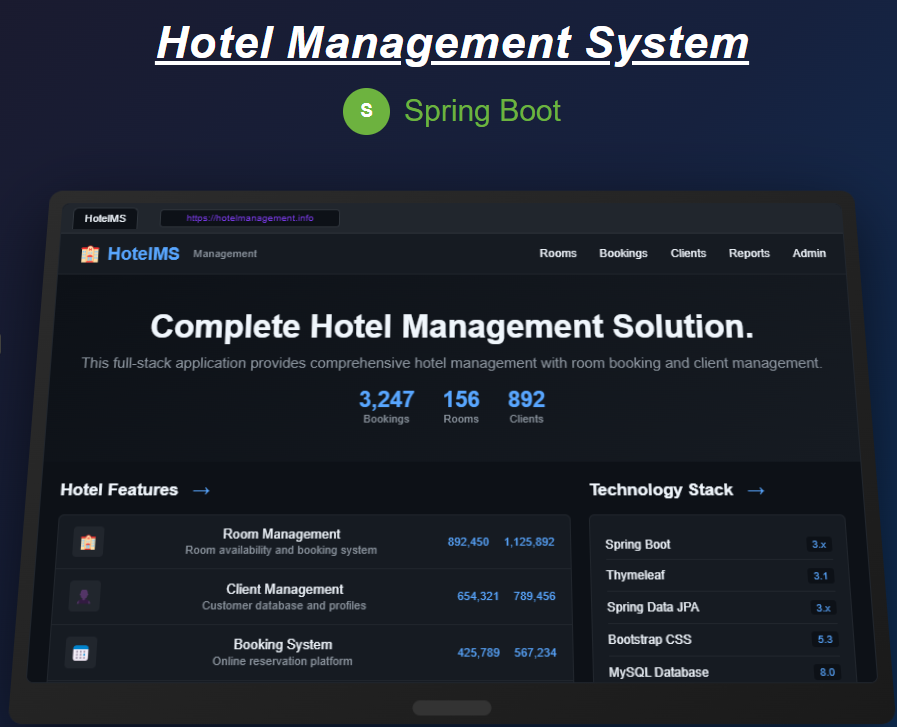 Hotel Management System
S Spring Boot
HotelMS
https://hotelmanagement.info
HotelMS Management Rooms Bookings Clients Reports Admin
Complete Hotel Management Solution.
This full-stack application provides comprehensive hotel management with room booking and client management.
3,247 156 892
Bookings Rooms Clients
Hotel Features →
Room Management
Room availability and booking system
892,450 1,125,892
Client Management
Customer database and profiles
654,321 789,456
Booking System
Online reservation platform
425,789 567,234
Technology Stack →
Spring Boot 3.x
Thymeleaf 3.1
Spring Data JPA 3.x
Bootstrap CSS 5.3
MySQL Database 8.0